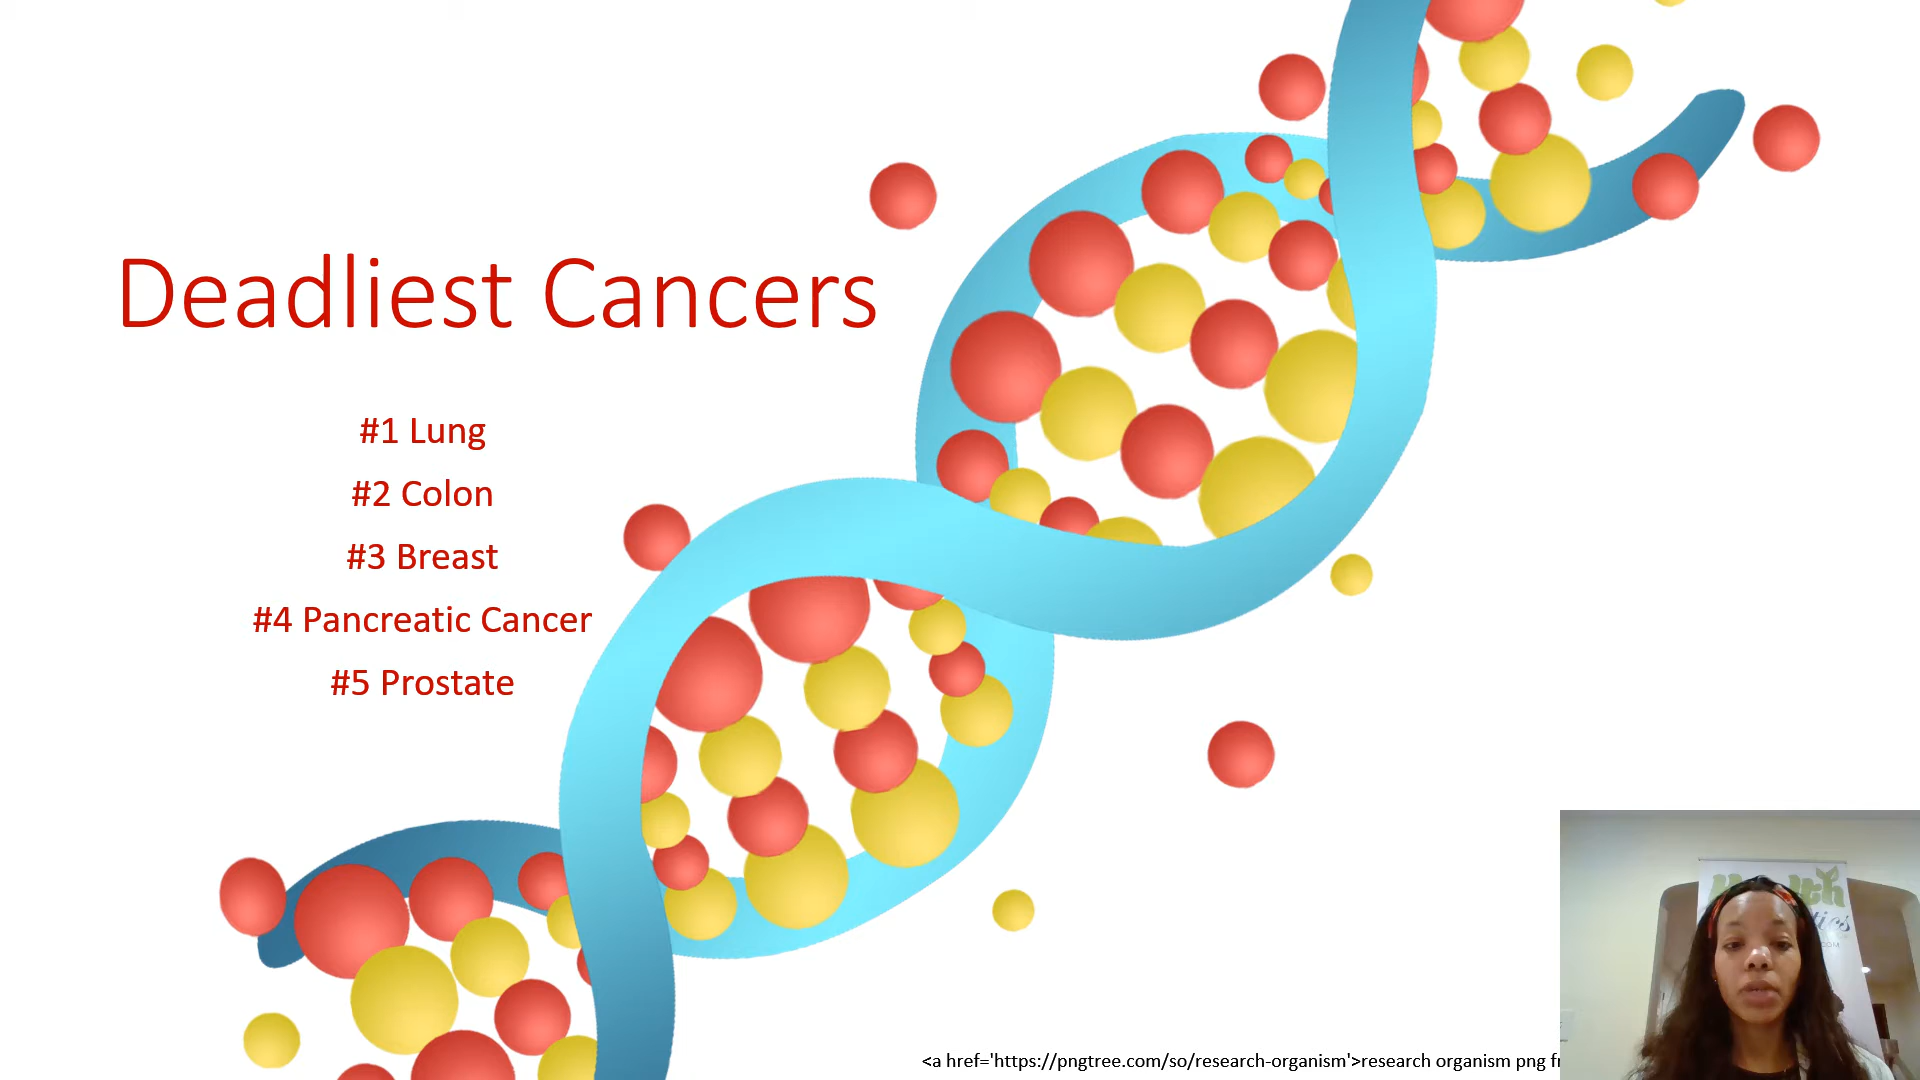 Deadliest Cancers
#1 Lung
#2 Colon
#3 Breast
#4 Pancreatic Cancer
#5 Prostate
<a href='https://pngtree.com/so/research-organism'>research organism png